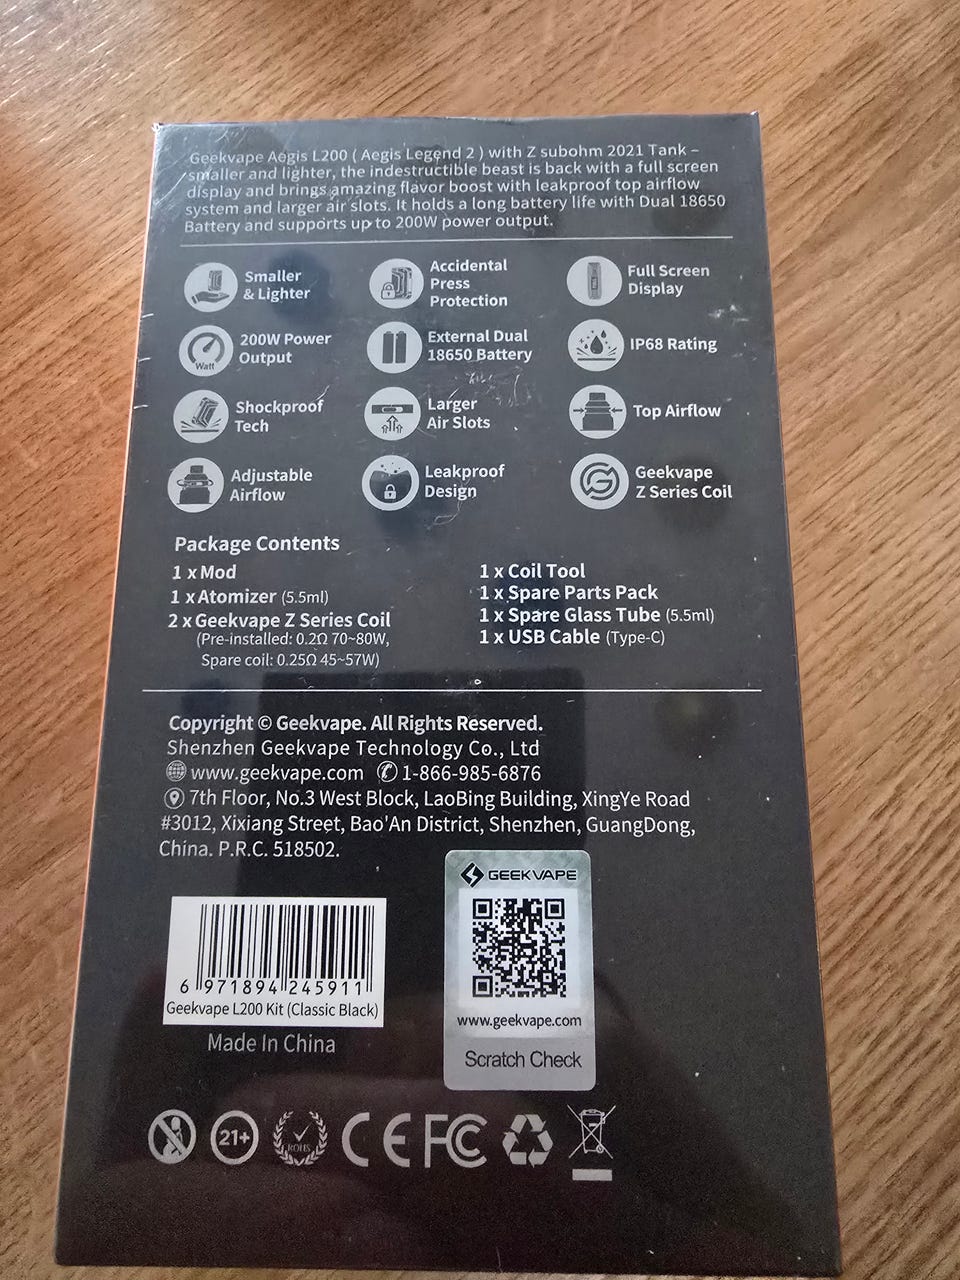 Geekvape Aegis L200 ( Aegis Legend 2 ) with Z subohm 2021 Tank –
smaller and lighter, the indestructible beast is back with a full screen
display and brings amazing flavor boost with leakproof top airflow
system and larger air slots. It holds a long battery life with Dual 18650
Battery and supports up to 200W power output.
Smaller
& Lighter
Accidental
Press
Protection
Full Screen
Display
Watt
200W Power
Output
External Dual
18650 Battery
IP68 Rating
Shockproof
Tech
Larger
Air Slots
Top Airflow
Adjustable
Airflow
Leakproof
Design
Geekvape
Z Series Coil
Package Contents
1 x Mod
1 x Atomizer (5.5ml)
2 x Geekvape Z Series Coil
(Pre-installed: 0.2Ω 70~80W,
Spare coil: 0.25Ω 45~57W)
1 x Coil Tool
1 x Spare Parts Pack
1 x Spare Glass Tube (5.5ml)
1 x USB Cable (Type-C)
Copyright © Geekvape. All Rights Reserved.
Shenzhen Geekvape Technology Co., Ltd
www.geekvape.com 1-866-985-6876
7th Floor, No.3 West Block, LaoBing Building, XingYe Road
#3012, Xixiang Street, Bao'An District, Shenzhen, GuangDong,
China. P.R.C. 518502.
6 971894 245911
Geekvape L200 Kit (Classic Black)
Made In China
GEEKVAPE
www.geekvape.com
Scratch Check
21+
ROHS
CE FC